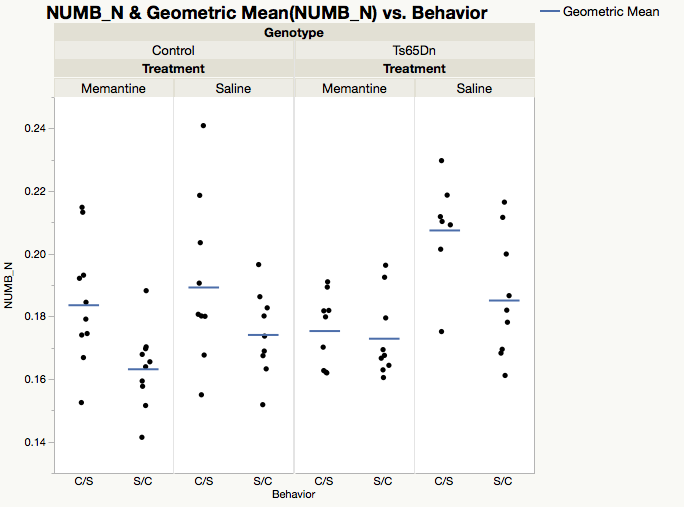 NUMB_N & Geometric Mean(NUMB_N) vs. Behavior
Geometric Mean
Genotype
Control Ts65Dn
Treatment Treatment
Memantine Saline Memantine Saline
NUMB_N
0.24
0.22
0.20
0.18
0.16
0.14
C/S S/C C/S S/C C/S S/C C/S S/C
Behavior